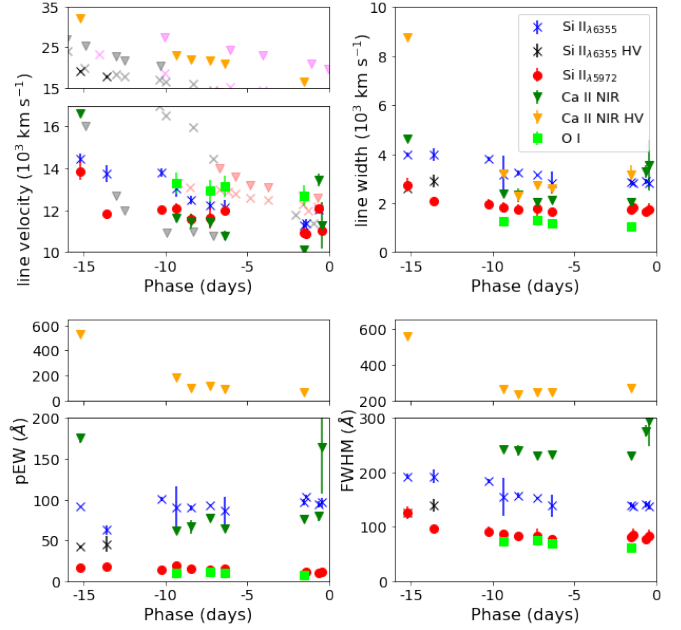 35
25
15
line velocity (10³ km s⁻¹)
16
14
12
10
-15 -10 -5 0
Phase (days)
line width (10³ km s⁻¹)
10
8
6
4
2
0
-15 -10 -5 0
Phase (days)
Si II λ6355
Si II λ6355 HV
Si II λ5972
Ca II NIR
Ca II NIR HV
O I
600
400
200
0
pEW (Å)
200
150
100
50
0
-15 -10 -5 0
Phase (days)
600
400
200
FWHM (Å)
300
200
100
0
-15 -10 -5 0
Phase (days)